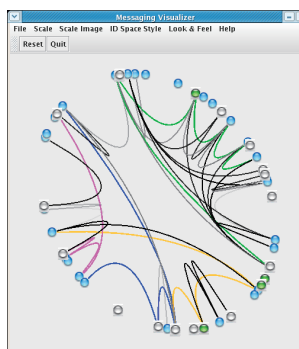 Messaging Visualizer
File Scale Scale Image ID Space Style Look & Feel Help
Reset Quit